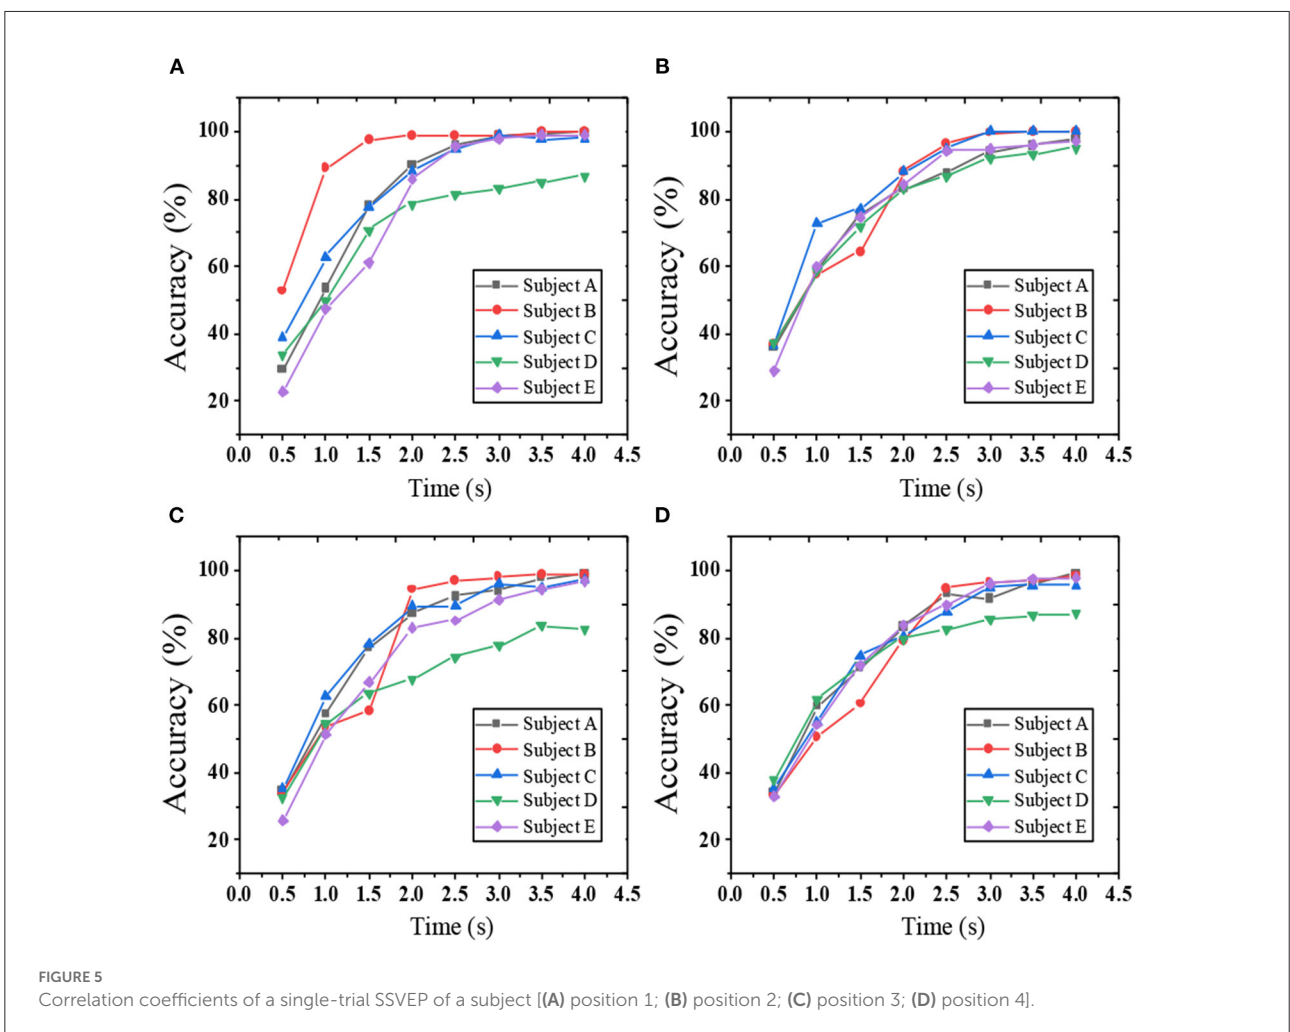 A
Accuracy (%)
100
80
60
40
20
Subject A
Subject B
Subject C
Subject D
Subject E
0.0 0.5 1.0 1.5 2.0 2.5 3.0 3.5 4.0 4.5
Time (s)
B
Accuracy (%)
100
80
60
40
20
Subject A
Subject B
Subject C
Subject D
Subject E
0.0 0.5 1.0 1.5 2.0 2.5 3.0 3.5 4.0 4.5
Time (s)
C
Accuracy (%)
100
80
60
40
20
Subject A
Subject B
Subject C
Subject D
Subject E
0.0 0.5 1.0 1.5 2.0 2.5 3.0 3.5 4.0 4.5
Time (s)
D
Accuracy (%)
100
80
60
40
20
Subject A
Subject B
Subject C
Subject D
Subject E
0.0 0.5 1.0 1.5 2.0 2.5 3.0 3.5 4.0 4.5
Time (s)
FIGURE 5
Correlation coefficients of a single-trial SSVEP of a subject [(A) position 1; (B) position 2; (C) position 3; (D) position 4].